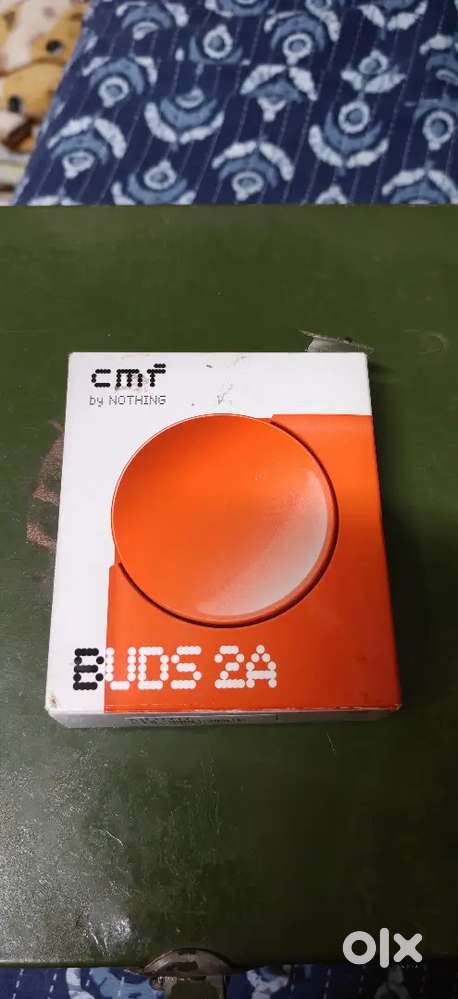 cmf
by NOTHING
BUDS 2A
olx